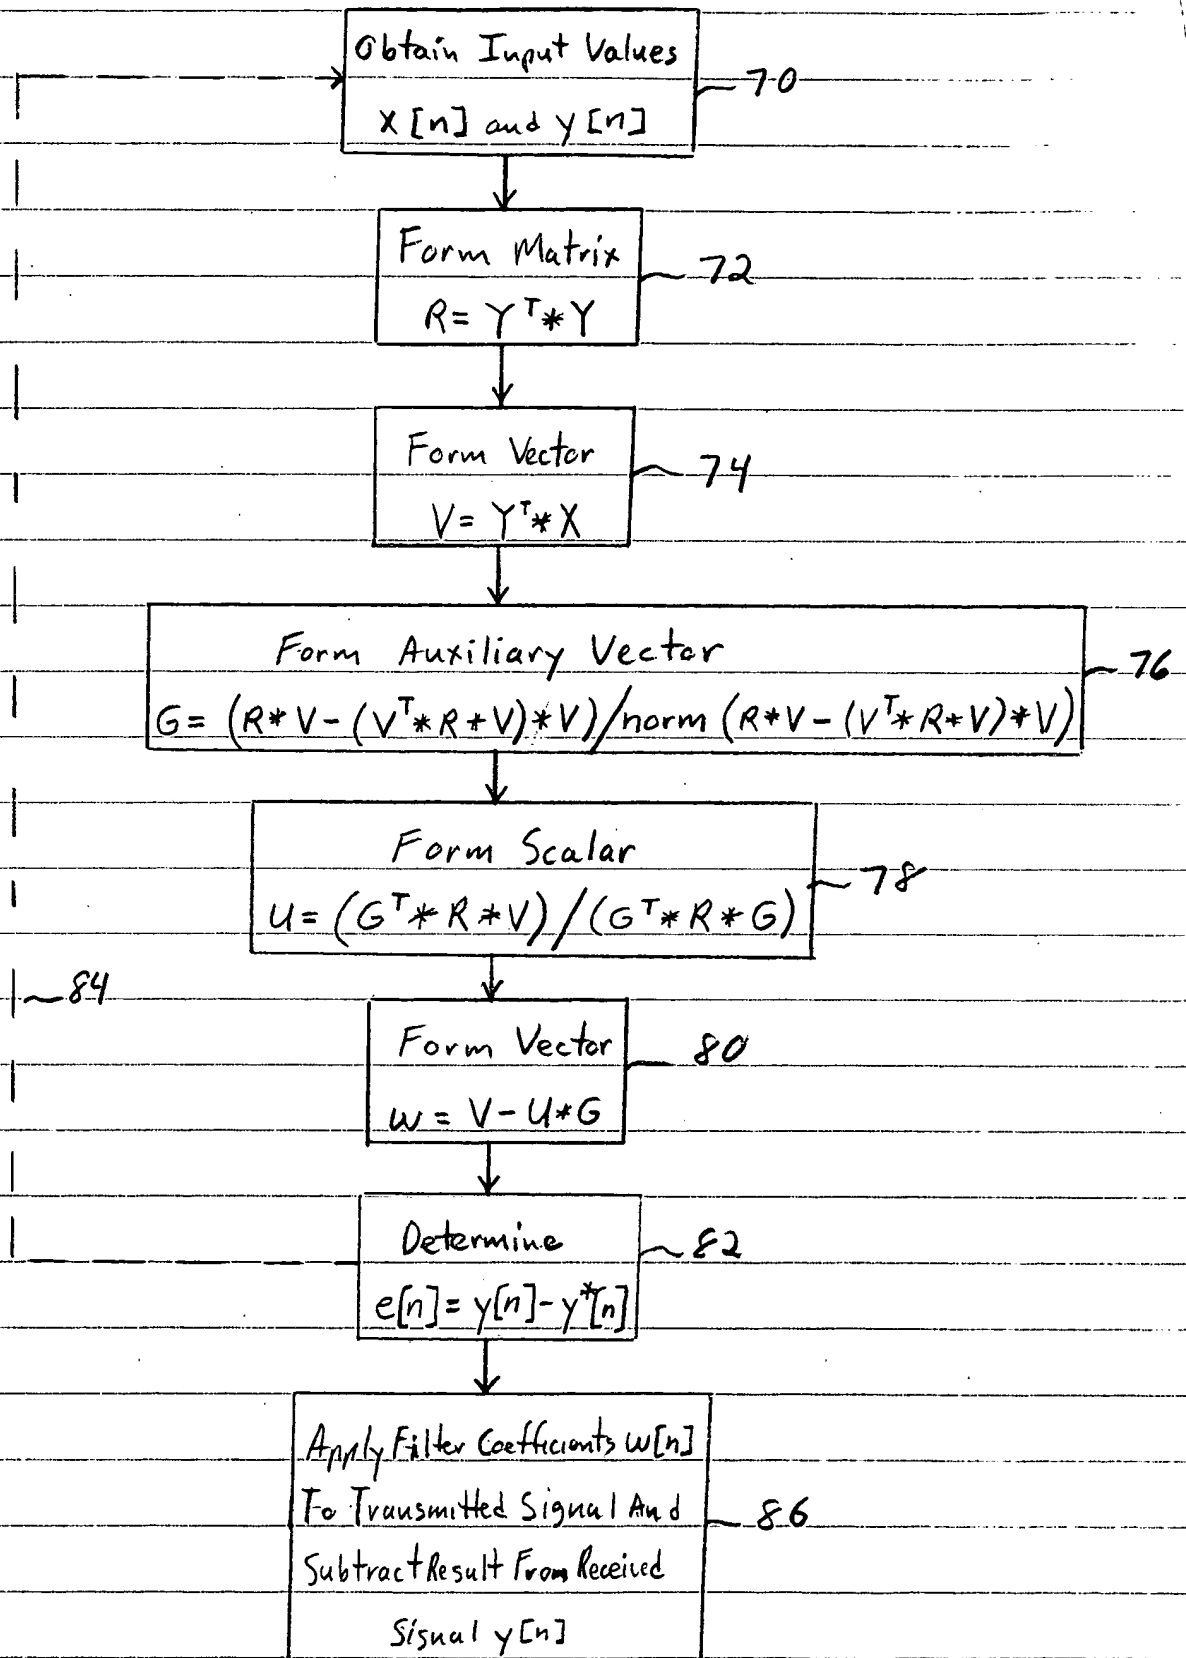 Obtain Input Values
x [n] and y [n]
70
Form Matrix
R = Y^T * Y
72
Form Vector
V = Y^T * X
74
Form Auxiliary Vector
G = (R * V - (V^T * R * V) * V) / norm (R * V - (V^T * R * V) * V)
76
Form Scalar
U = (G^T * R * V) / (G^T * R * G)
78
84
Form Vector
w = V - U * G
80
Determine
e[n] = y[n] - y*[n]
82
Apply Filter Coefficients w[n]
To Transmitted Signal And
Subtract Result From Received
Signal y [n]
86